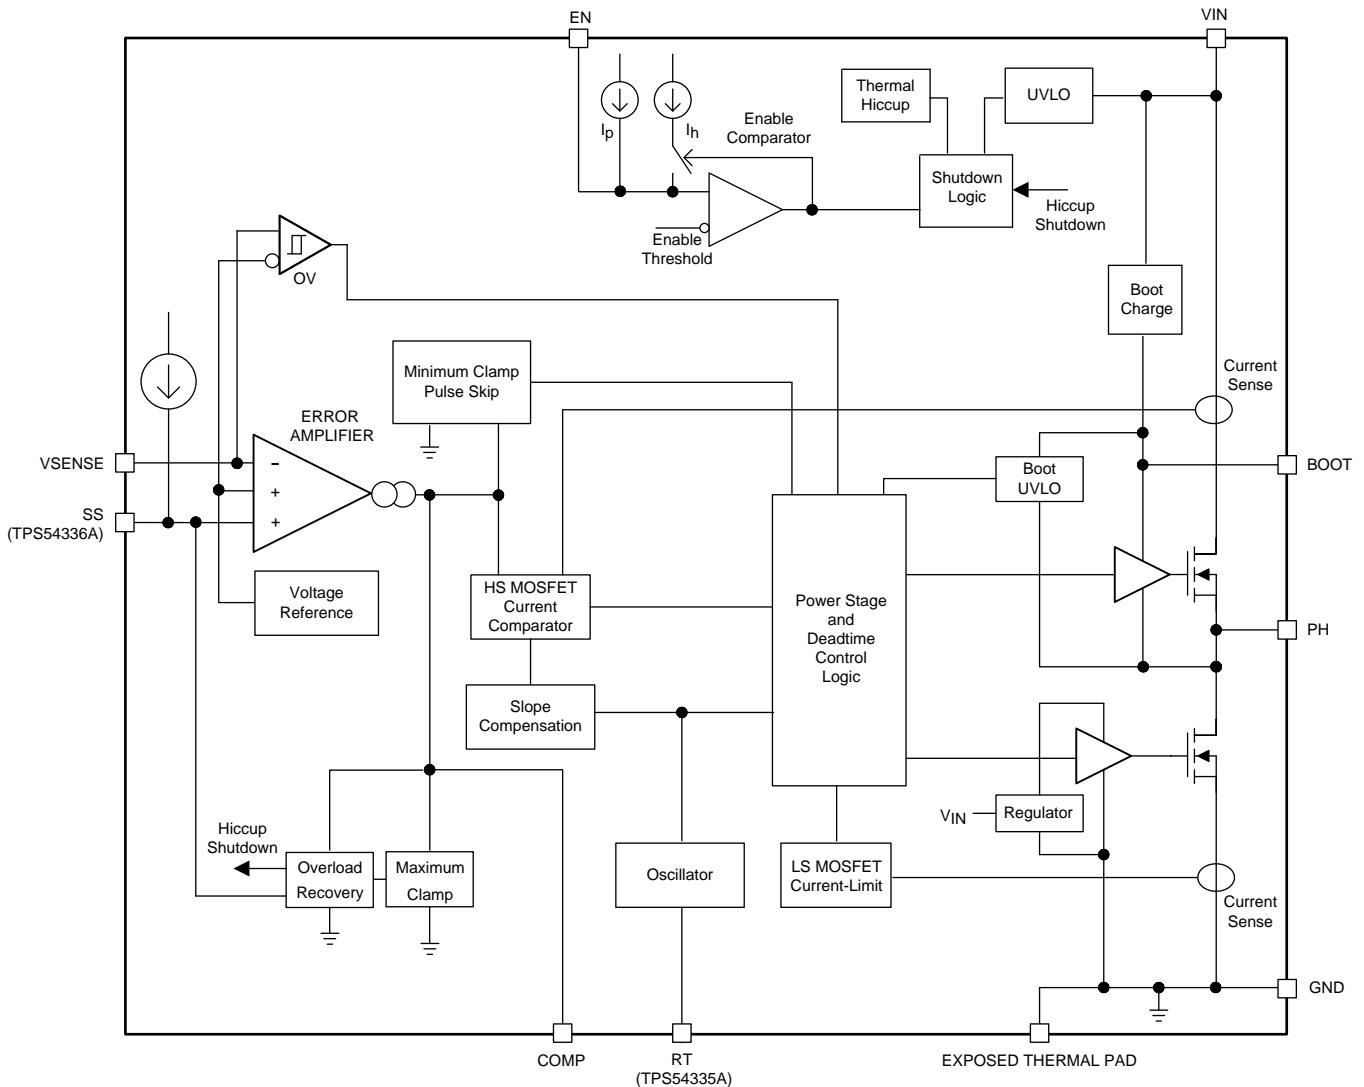 EN
VIN
Thermal
Hiccup
UVLO
Ip
Ih
Enable
Comparator
Shutdown
Logic
Hiccup
Shutdown
Enable
Threshold
OV
Boot
Charge
Current
Sense
Minimum Clamp
Pulse Skip
ERROR
AMPLIFIER
VSENSE
−
+
+
SS
(TPS54336A)
Boot
UVLO
BOOT
Voltage
Reference
HS MOSFET
Current
Comparator
Power Stage
and
Deadtime
Control
Logic
PH
Slope
Compensation
VIN
Regulator
Hiccup
Shutdown
Overload
Recovery
Maximum
Clamp
Oscillator
LS MOSFET
Current-Limit
Current
Sense
GND
COMP
RT
(TPS54335A)
EXPOSED THERMAL PAD